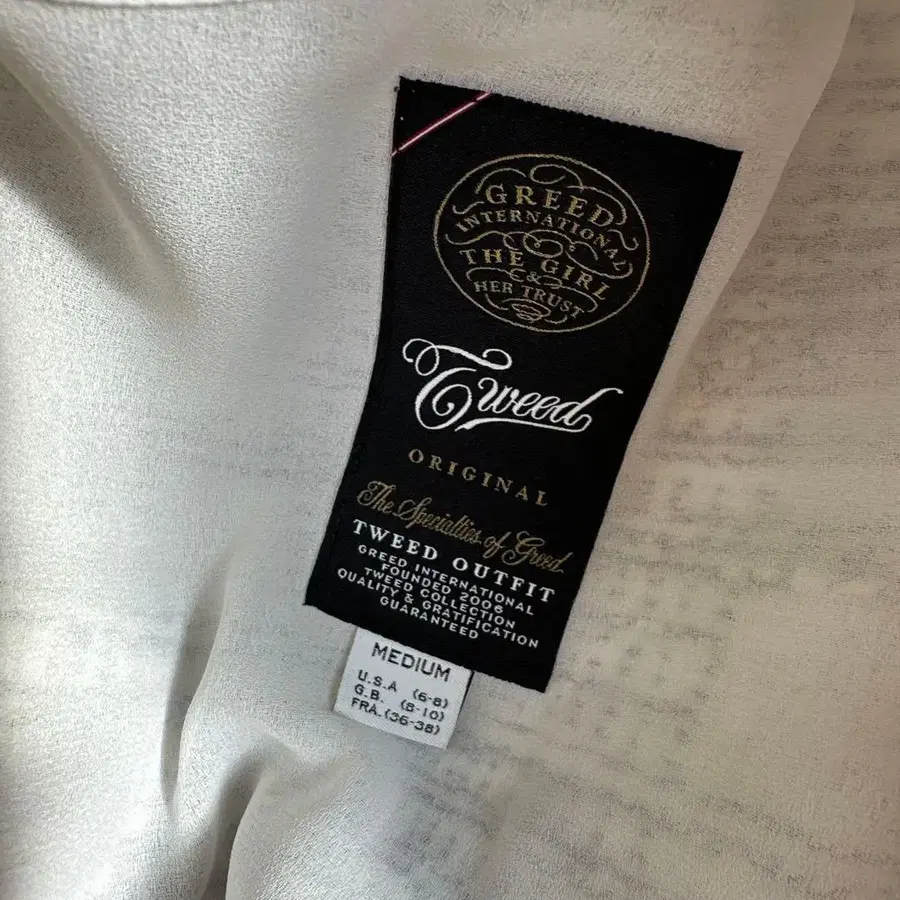 GREED
INTERNATIONAL
THE GIRL
&
HER TRUST
Tweed
ORIGINAL
The Specialties of Greed
TWEED OUTFIT
GREED INTERNATIONAL
FOUNDED 2006
TWEED COLLECTION
QUALITY & GRATIFICATION
GUARANTEED
MEDIUM
U.S.A (6-8)
G.B. (8-10)
FRA.(36-38)